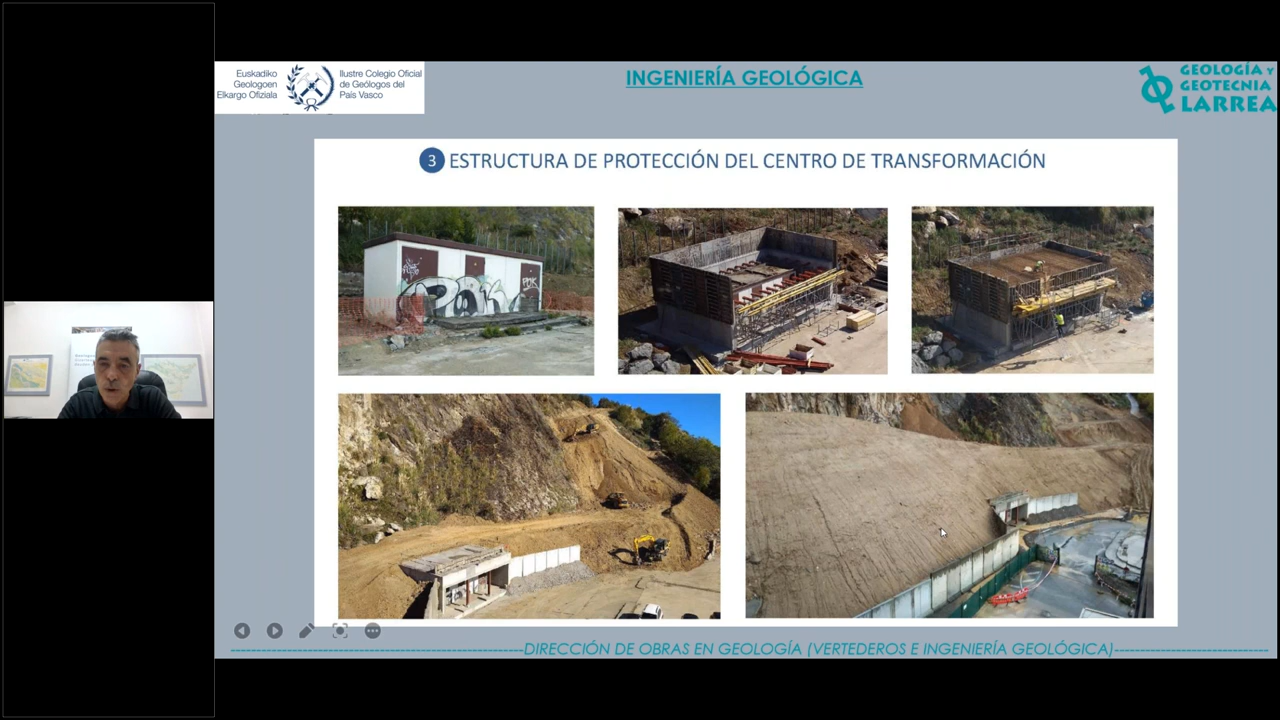 Euskadiko
Geologoen
Elkargo Ofiziala
Ilustre Colegio Oficial
de Geólogos del
País Vasco
INGENIERÍA GEOLÓGICA
GEOLOGÍA Y
GEOTECNIA
LARREA
3 ESTRUCTURA DE PROTECCIÓN DEL CENTRO DE TRANSFORMACIÓN
DIRECCIÓN DE OBRAS EN GEOLOGÍA (VERTEDEROS E INGENIERÍA GEOLÓGICA)